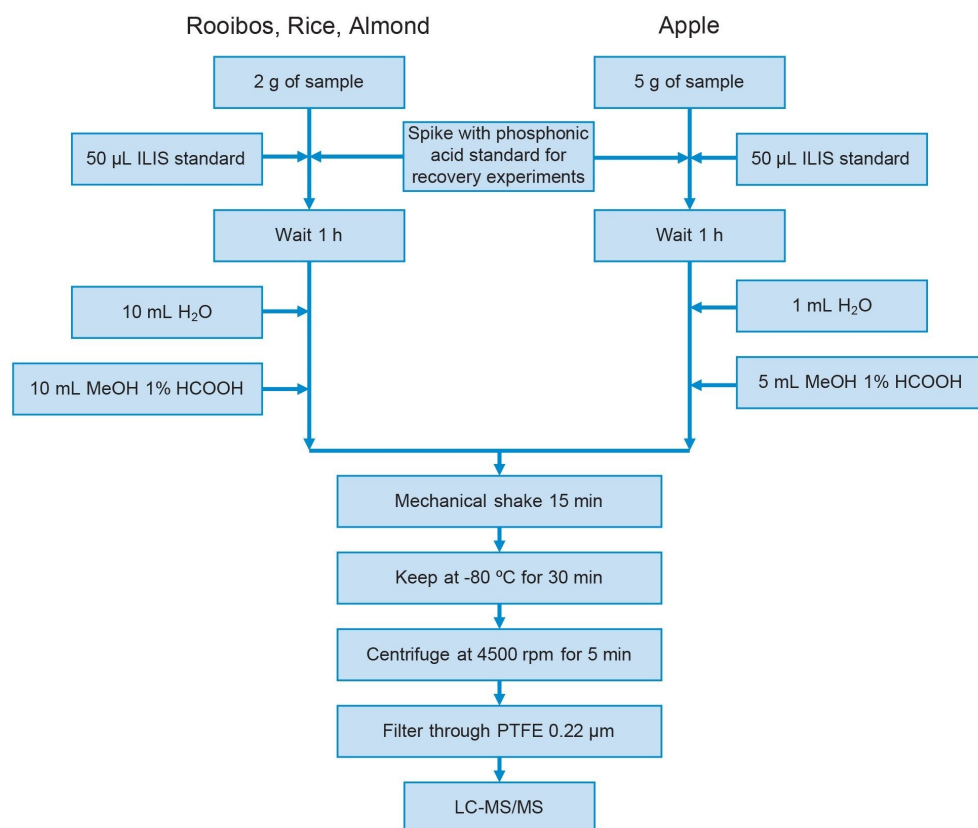 Rooibos, Rice, Almond
Apple
2 g of sample
5 g of sample
50 µL ILIS standard
Spike with phosphonic
acid standard for
recovery experiments
50 µL ILIS standard
Wait 1 h
Wait 1 h
10 mL H₂O
1 mL H₂O
10 mL MeOH 1% HCOOH
5 mL MeOH 1% HCOOH
Mechanical shake 15 min
Keep at -80 ºC for 30 min
Centrifuge at 4500 rpm for 5 min
Filter through PTFE 0.22 µm
LC-MS/MS